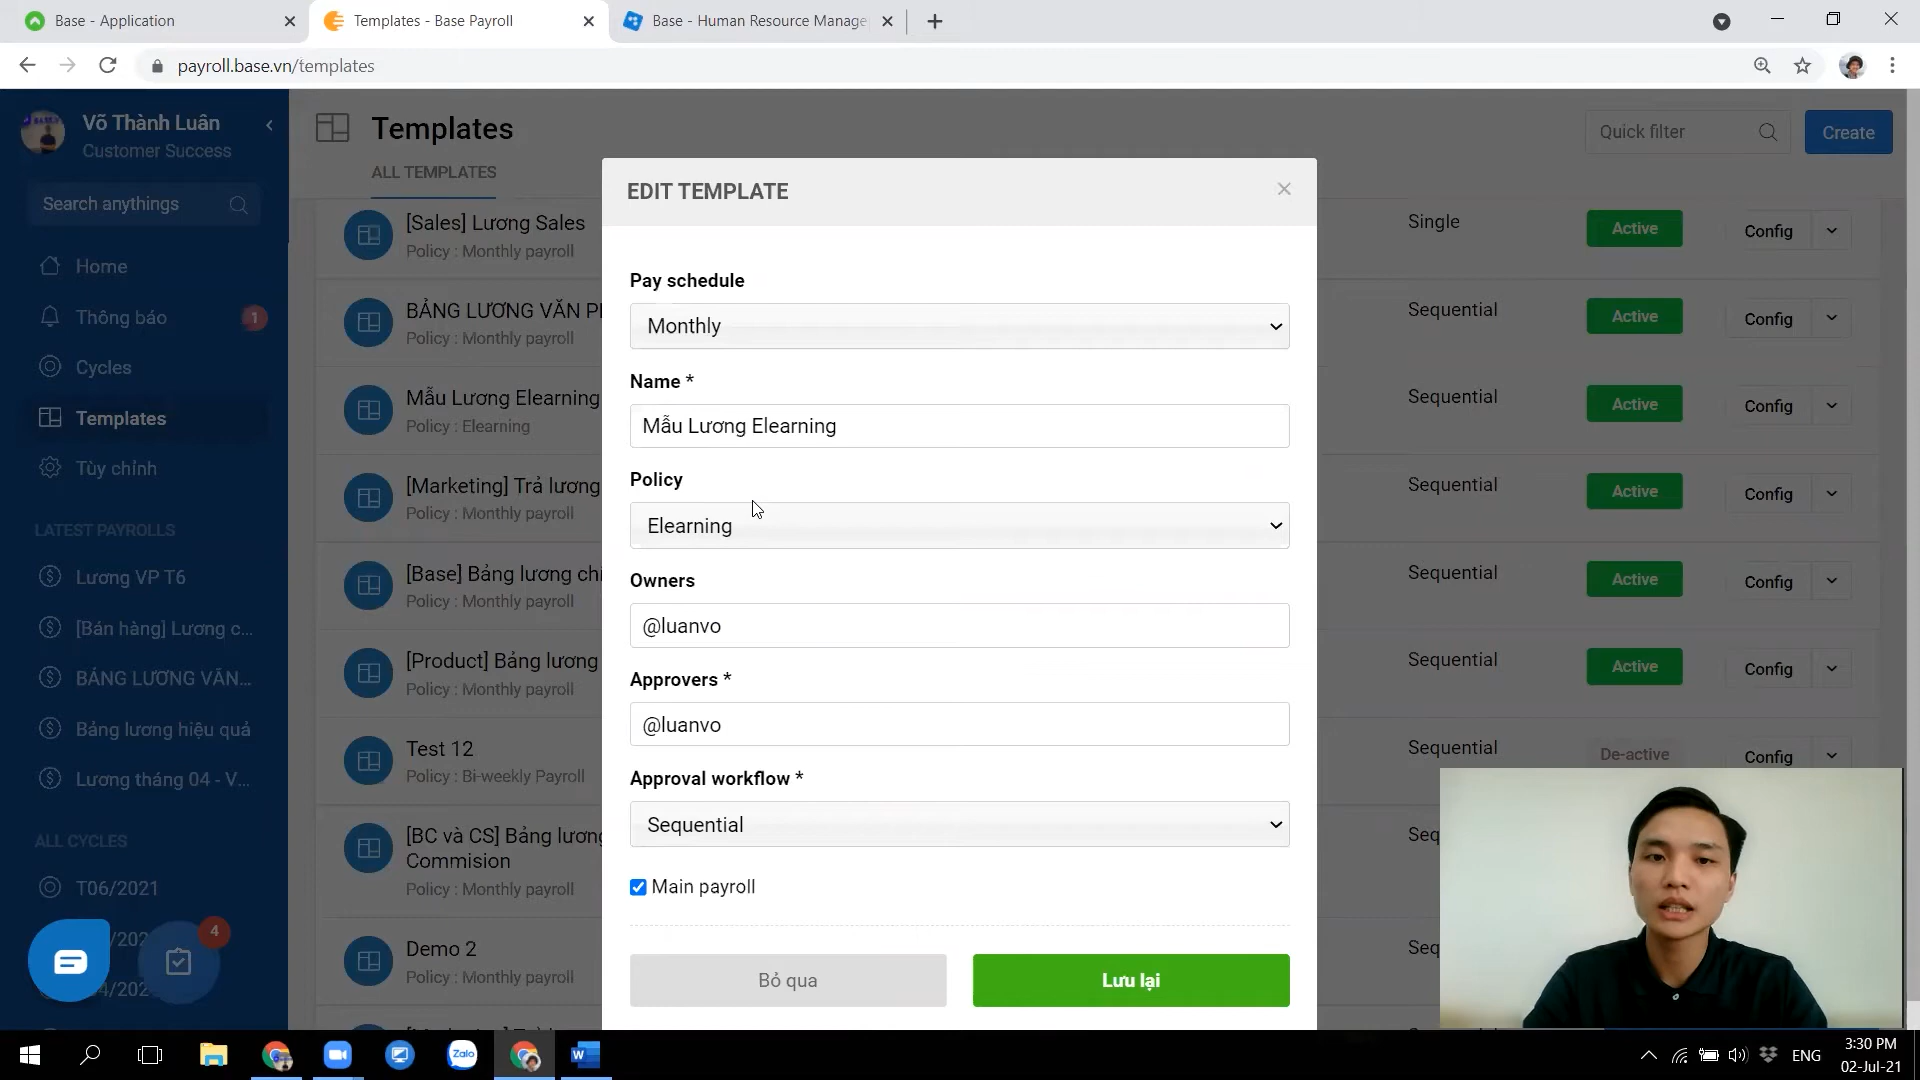 Base - Application
Templates - Base Payroll
Base - Human Resource Manage
payroll.base.vn/templates
Võ Thành Luân
Customer Success
Search anythings
Home
Thông báo
1
Cycles
Templates
Tùy chỉnh
LATEST PAYROLLS
Lương VP T6
[Bán hàng] Lương c...
BẢNG LƯƠNG VĂN...
Bảng lương hiệu quả
Lương tháng 04 - V...
ALL CYCLES
T06/2021
4
Templates
Quick filter
Create
ALL TEMPLATES
[Sales] Lương Sales
Policy : Monthly payroll
Single
Active
Config
BẢNG LƯƠNG VĂN
Policy : Monthly payroll
Sequential
Active
Config
Mẫu Lương Elearning
Policy : Elearning
Sequential
Active
Config
[Marketing] Trả lương
Policy : Monthly payroll
Sequential
Active
Config
[Base] Bảng lương
Policy : Monthly payroll
Sequential
Active
Config
[Product] Bảng lương
Policy : Monthly payroll
Sequential
Active
Config
Test 12
Policy : Bi-weekly Payroll
Sequential
De-active
Config
[BC và CS] Bảng lương
Commision
Policy : Monthly payroll
Demo 2
Policy : Monthly payroll
EDIT TEMPLATE
Pay schedule
Monthly
Name *
Mẫu Lương Elearning
Policy
Elearning
Owners
@luanvo
Approvers *
@luanvo
Approval workflow *
Sequential
Main payroll
Bỏ qua
Lưu lại
Zalo
ENG
3:30 PM
02-Jul-21